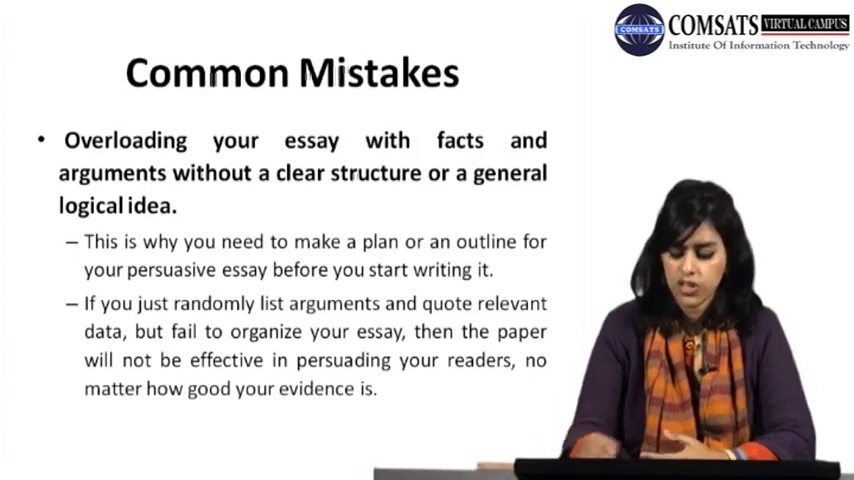 COMSATS
COMSATS VIRTUAL CAMPUS
Institute Of Information Technology
Common Mistakes
• Overloading your essay with facts and
arguments without a clear structure or a general
logical idea.
– This is why you need to make a plan or an outline for
your persuasive essay before you start writing it.
– If you just randomly list arguments and quote relevant
data, but fail to organize your essay, then the paper
will not be effective in persuading your readers, no
matter how good your evidence is.